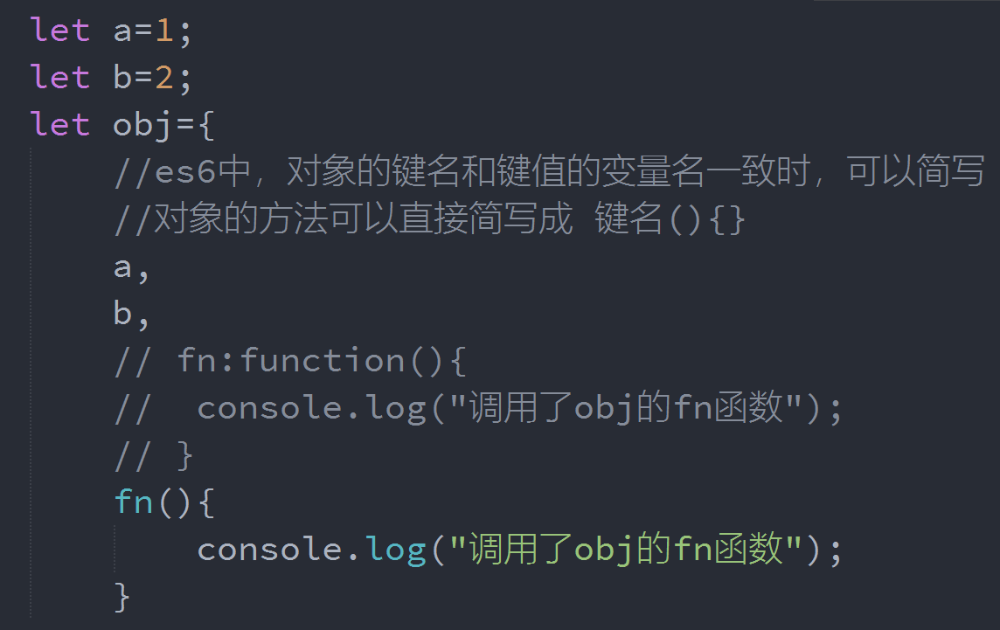 let a=1;
let b=2;
let obj={
    //es6中，对象的键名和键值的变量名一致时，可以简写
    //对象的方法可以直接简写成 键名(){}
    a,
    b,
    // fn:function(){
    //  console.log("调用了obj的fn函数");
    // }
    fn(){
        console.log("调用了obj的fn函数");
    }